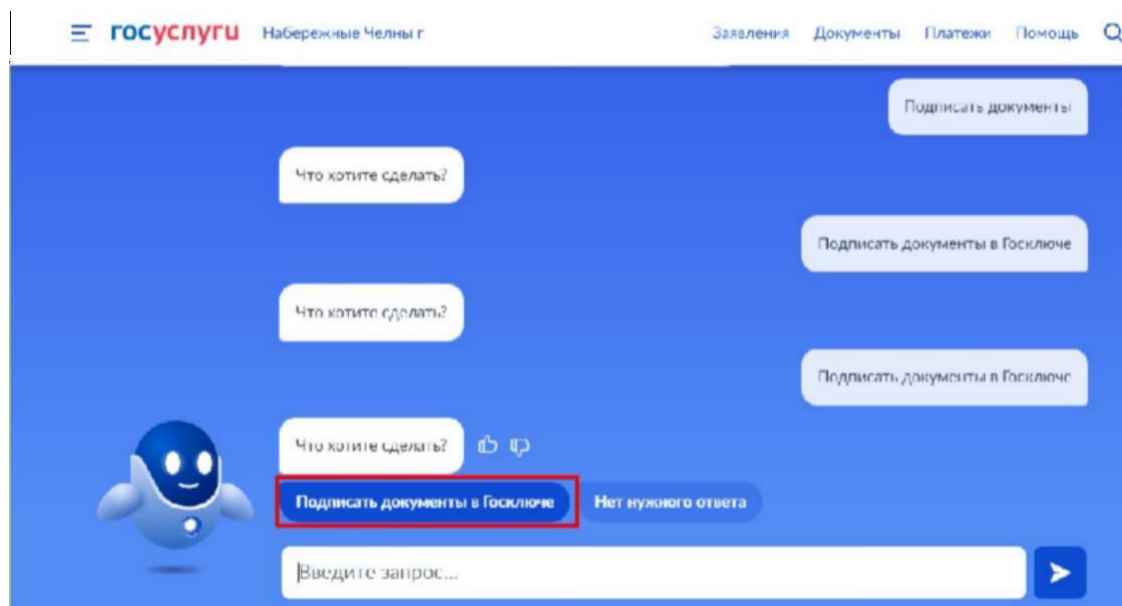 госуслуги Набережные Челны г Заявления Документы Платежи Помощь
Подписать документы
Что хотите сделать?
Подписать документы в Госключе
Что хотите сделать?
Подписать документы в Госключе
Что хотите сделать?
Подписать документы в Госключе Нет нужного ответа
Введите запрос...